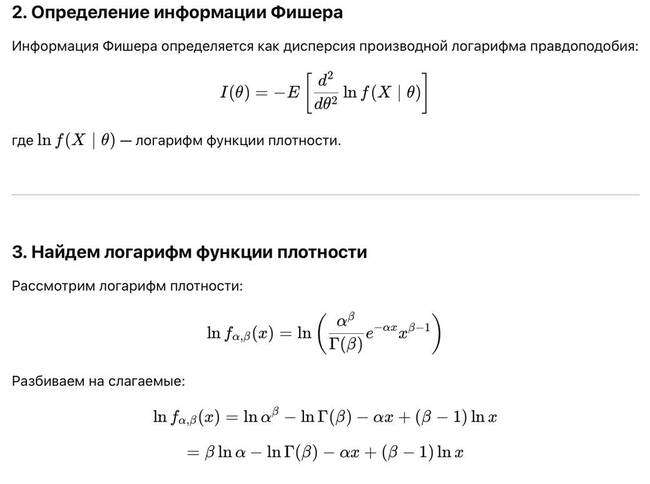 2. Определение информации Фишера
Информация Фишера определяется как дисперсия производной логарифма правдоподобия:
I(θ) = −E [ d²/dθ² ln f(X | θ) ]
где ln f(X | θ) — логарифм функции плотности.
3. Найдем логарифм функции плотности
Рассмотрим логарифм плотности:
ln f_{α,β}(x) = ln ( α^β/Γ(β) e^{−αx} x^{β−1} )
Разбиваем на слагаемые:
ln f_{α,β}(x) = ln α^β − ln Γ(β) − αx + (β − 1) ln x
= β ln α − ln Γ(β) − αx + (β − 1) ln x